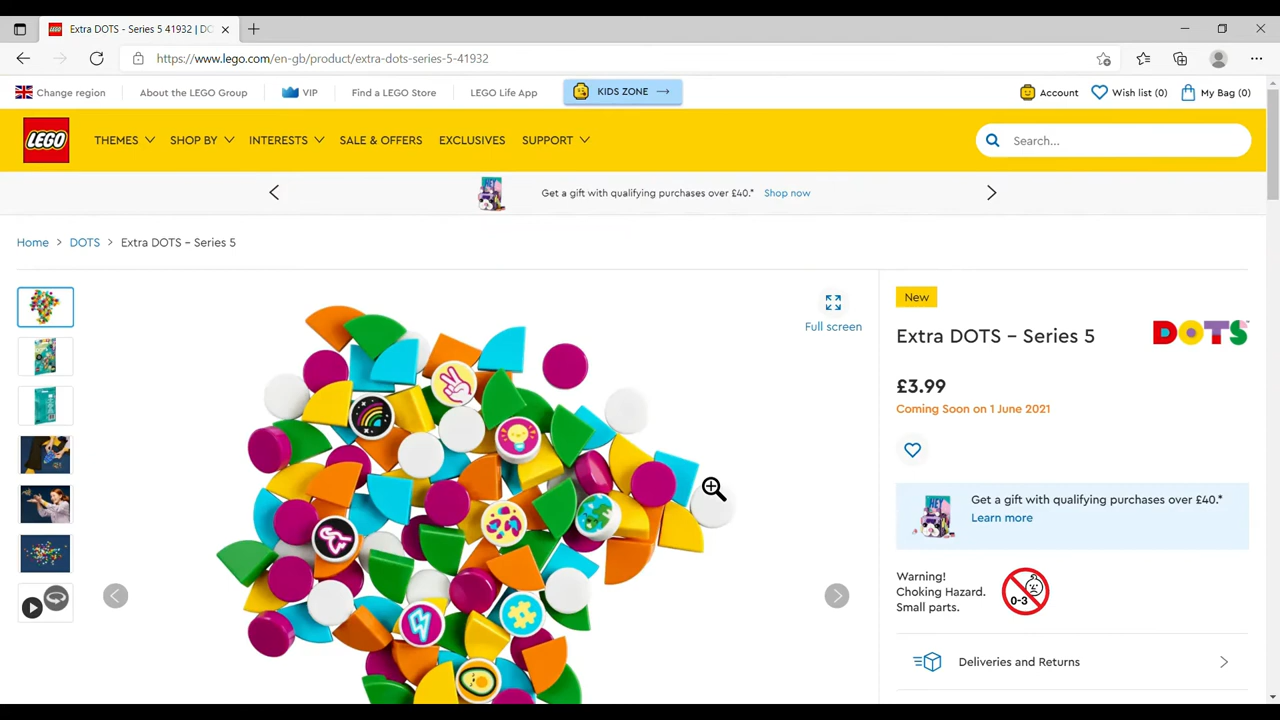 Extra DOTS - Series 5 41932 | DO
https://www.lego.com/en-gb/product/extra-dots-series-5-41932
Change region
About the LEGO Group
VIP
Find a LEGO Store
LEGO Life App
KIDS ZONE
Account
Wish list (0)
My Bag (0)
LEGO
THEMES
SHOP BY
INTERESTS
SALE & OFFERS
EXCLUSIVES
SUPPORT
Search...
Get a gift with qualifying purchases over £40.* Shop now
Home > DOTS > Extra DOTS – Series 5
Full screen
New
Extra DOTS – Series 5
DOTS
£3.99
Coming Soon on 1 June 2021
HEY
Get a gift with qualifying purchases over £40.*
Learn more
Warning!
Choking Hazard.
Small parts.
0-3
Deliveries and Returns